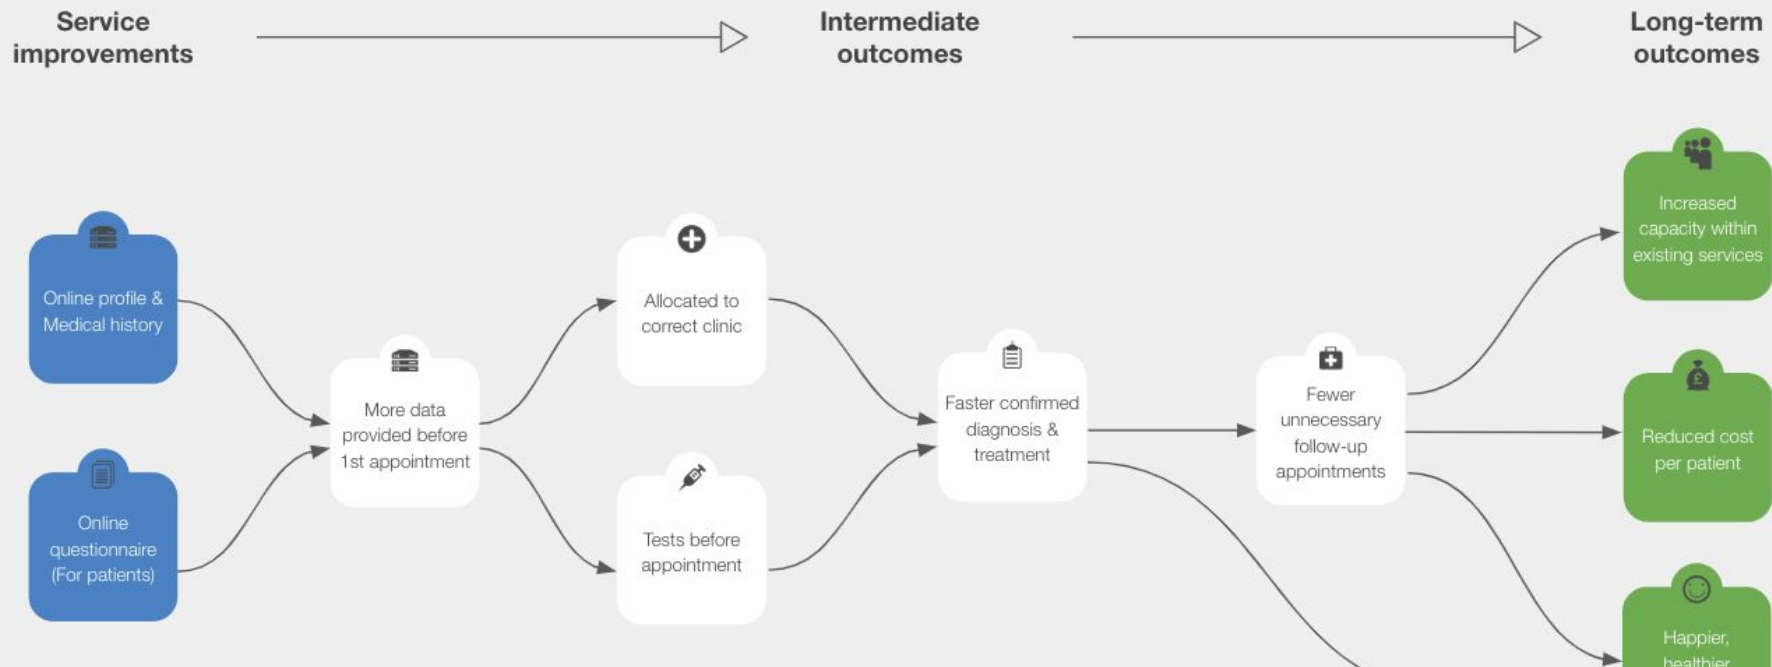 Service
improvements
Intermediate
outcomes
Long-term
outcomes
Increased
capacity within
existing services
Online profile &
Medical history
Allocated to
correct clinic
More data
provided before
1st appointment
Faster confirmed
diagnosis &
treatment
Fewer
unnecessary
follow-up
appointments
£
Reduced cost
per patient
Online
questionnaire
(For patients)
Tests before
appointment
Happier,
healthier